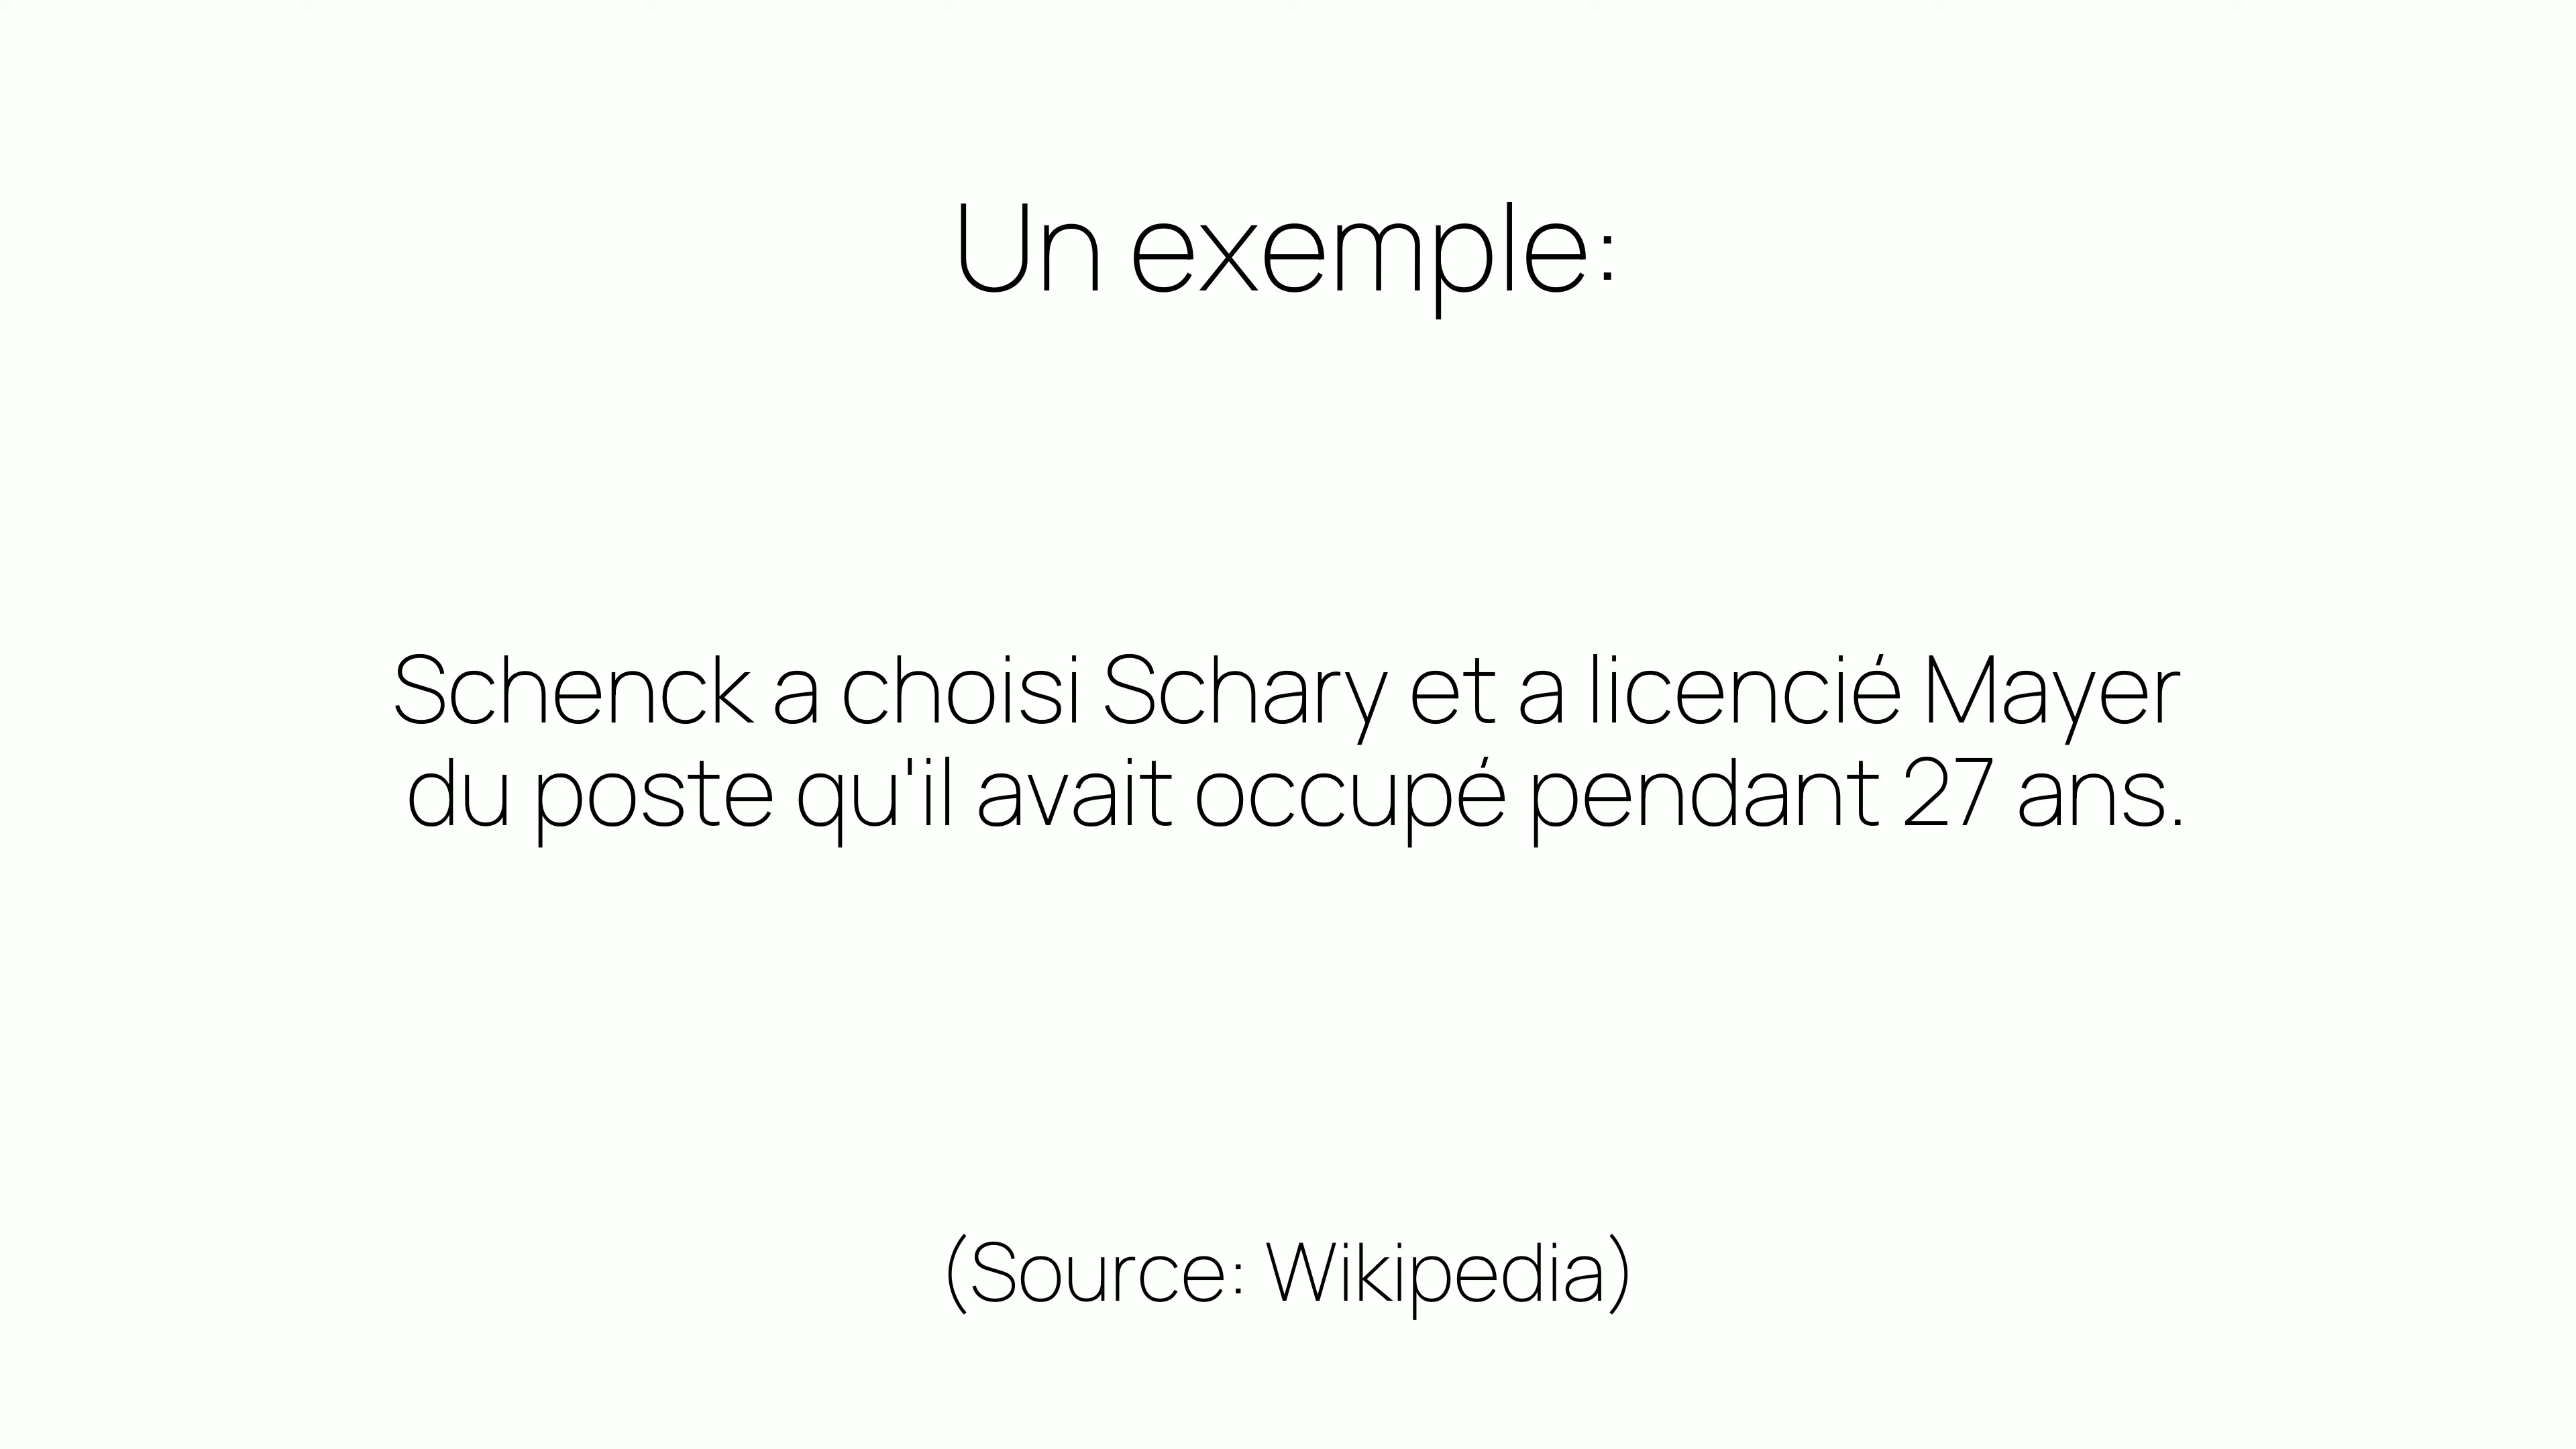 Un exemple:
Schenck a choisi Schary et a licencié Mayer
du poste qu'il avait occupé pendant 27 ans.
(Source: Wikipedia)